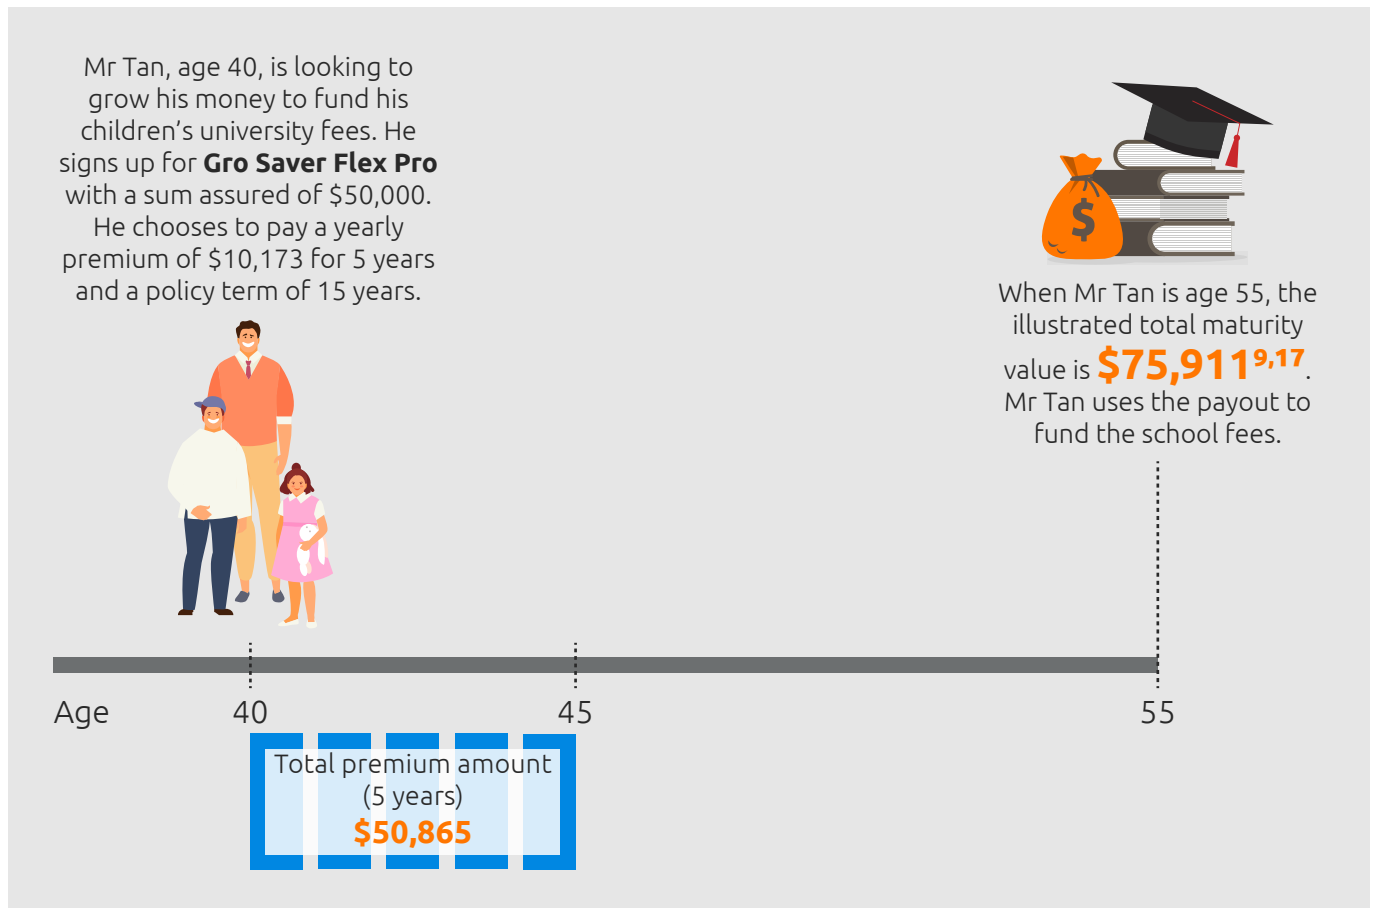 Mr Tan, age 40, is looking to
grow his money to fund his
children’s university fees. He
signs up for Gro Saver Flex Pro
with a sum assured of $50,000.
He chooses to pay a yearly
premium of $10,173 for 5 years
and a policy term of 15 years.
$
When Mr Tan is age 55, the
illustrated total maturity
value is $75,911⁹,¹⁷.
Mr Tan uses the payout to
fund the school fees.
Age 40 45 55
Total premium amount
(5 years)
$50,865